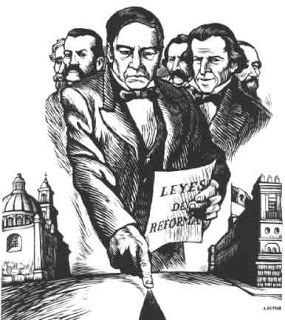 LEYES
DE
REFORMA